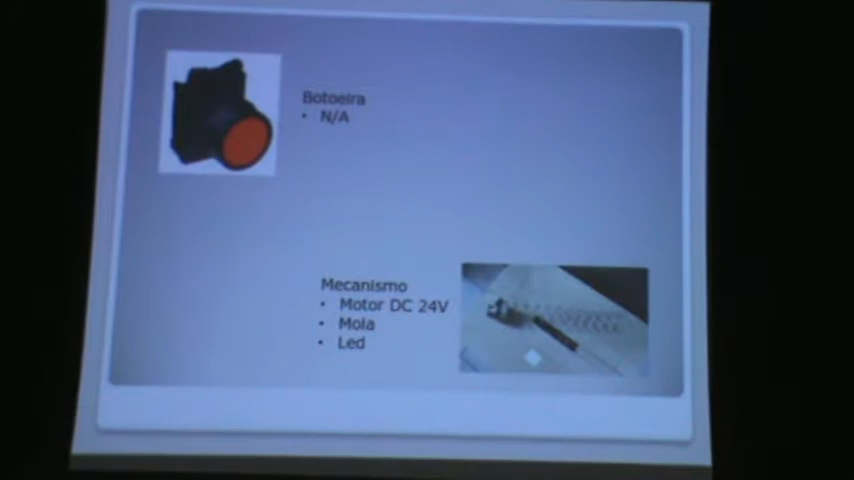 Botoeira
• N/A
Mecanismo
• Motor DC 24V
• Mola
• Led